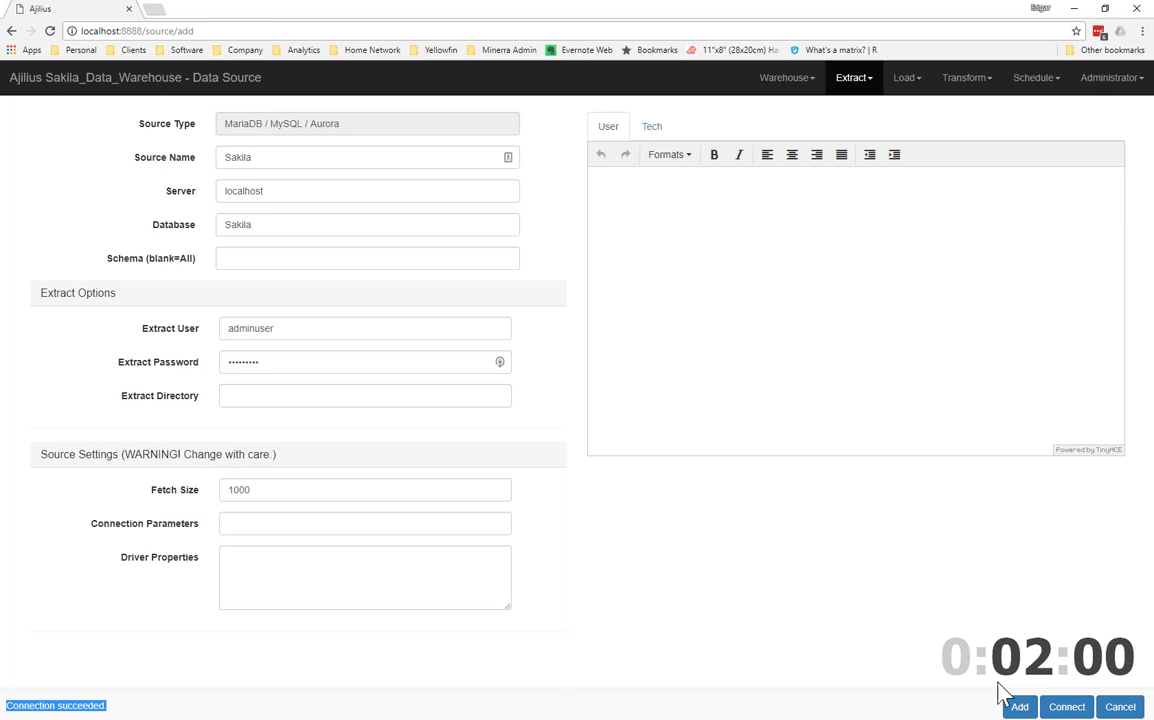 Ajilius
Edgar
localhost:8888/source/add
Apps Personal Clients Software Company Analytics Home Network Yellowfin Minerra Admin Evernote Web Bookmarks 11"x8" (28x20cm) Ha What's a matrix? | R Other bookmarks
Ajilius Sakila_Data_Warehouse - Data Source
Warehouse Extract Load Transform Schedule Administrator
Source Type MariaDB / MySQL / Aurora
User Tech
Source Name Sakila
Formats B I
Server localhost
Database Sakila
Schema (blank=All)
Extract Options
Extract User adminuser
Extract Password •••••••••
Extract Directory
Powered by TinyMCE
Source Settings (WARNING! Change with care.)
Fetch Size 1000
Connection Parameters
Driver Properties
0:02:00
Connection succeeded.
Add Connect Cancel